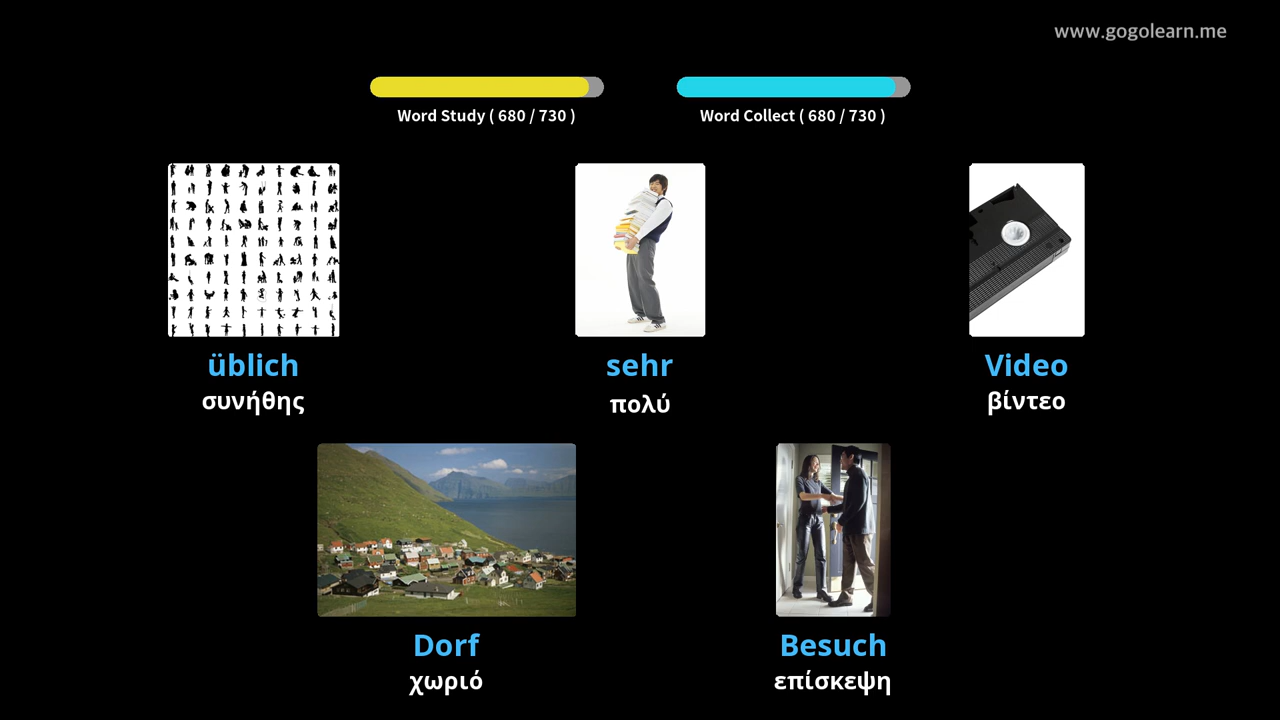 www.gogolearn.me
Word Study ( 680 / 730 )
Word Collect ( 680 / 730 )
üblich
συνήθης
sehr
πολύ
Video
βίντεο
Dorf
χωριό
Besuch
επίσκεψη